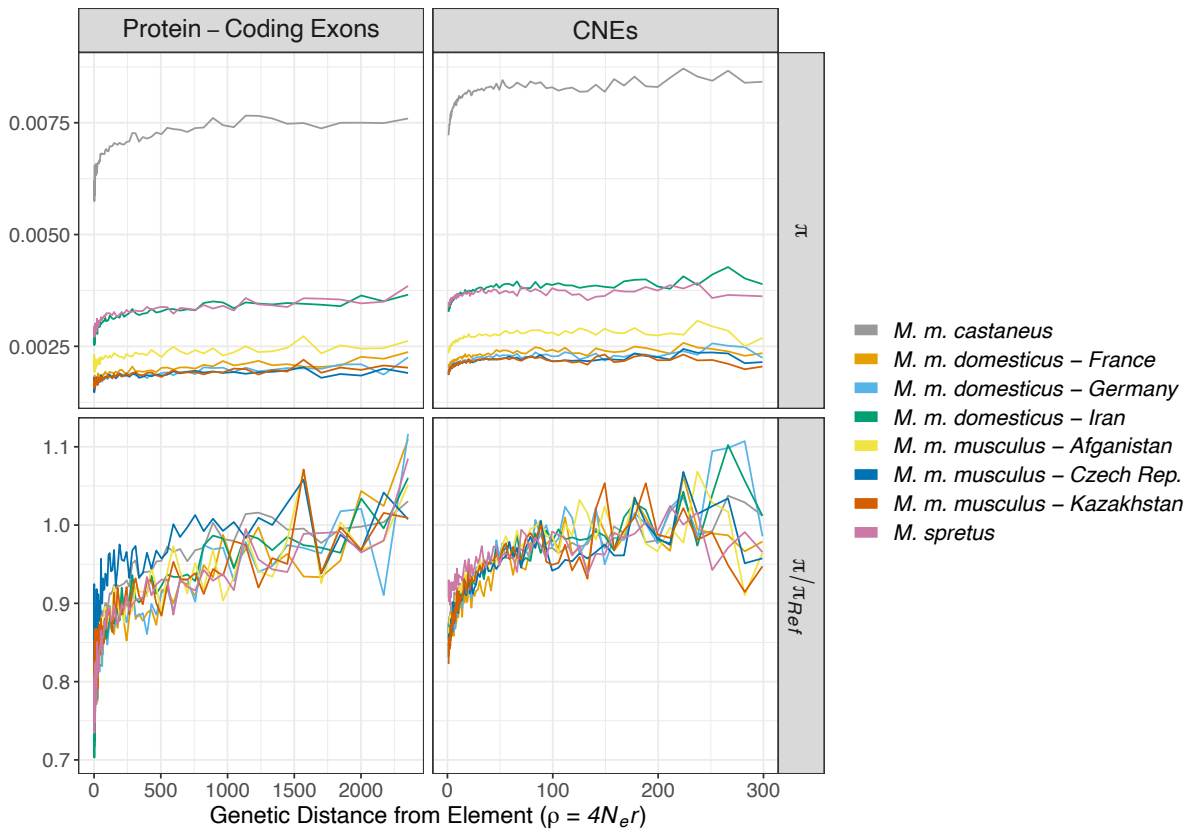 Protein – Coding Exons
CNEs
0.0075
0.0050
0.0025
π
1.1
1.0
0.9
0.8
0.7
π/π_Ref
0 500 1000 1500 2000
0 100 200 300
Genetic Distance from Element (ρ = 4N_e r)
M. m. castaneus
M. m. domesticus – France
M. m. domesticus – Germany
M. m. domesticus – Iran
M. m. musculus – Afganistan
M. m. musculus – Czech Rep.
M. m. musculus – Kazakhstan
M. spretus